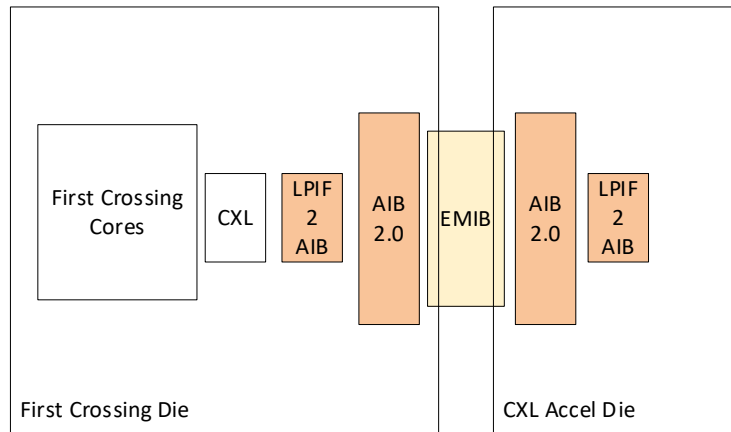 First Crossing
Cores
CXL
LPIF
2
AIB
AIB
2.0
EMIB
AIB
2.0
LPIF
2
AIB
First Crossing Die
CXL Accel Die